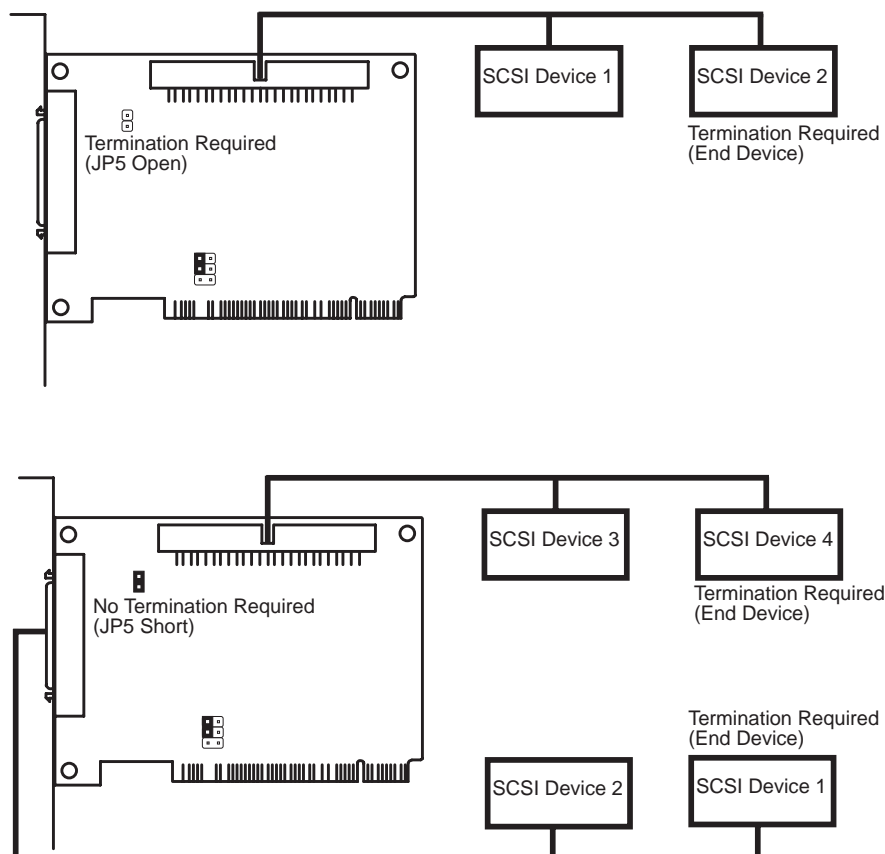 SCSI Device 1
SCSI Device 2
Termination Required
(End Device)
Termination Required
(JP5 Open)
SCSI Device 3
SCSI Device 4
Termination Required
(End Device)
No Termination Required
(JP5 Short)
Termination Required
(End Device)
SCSI Device 2
SCSI Device 1